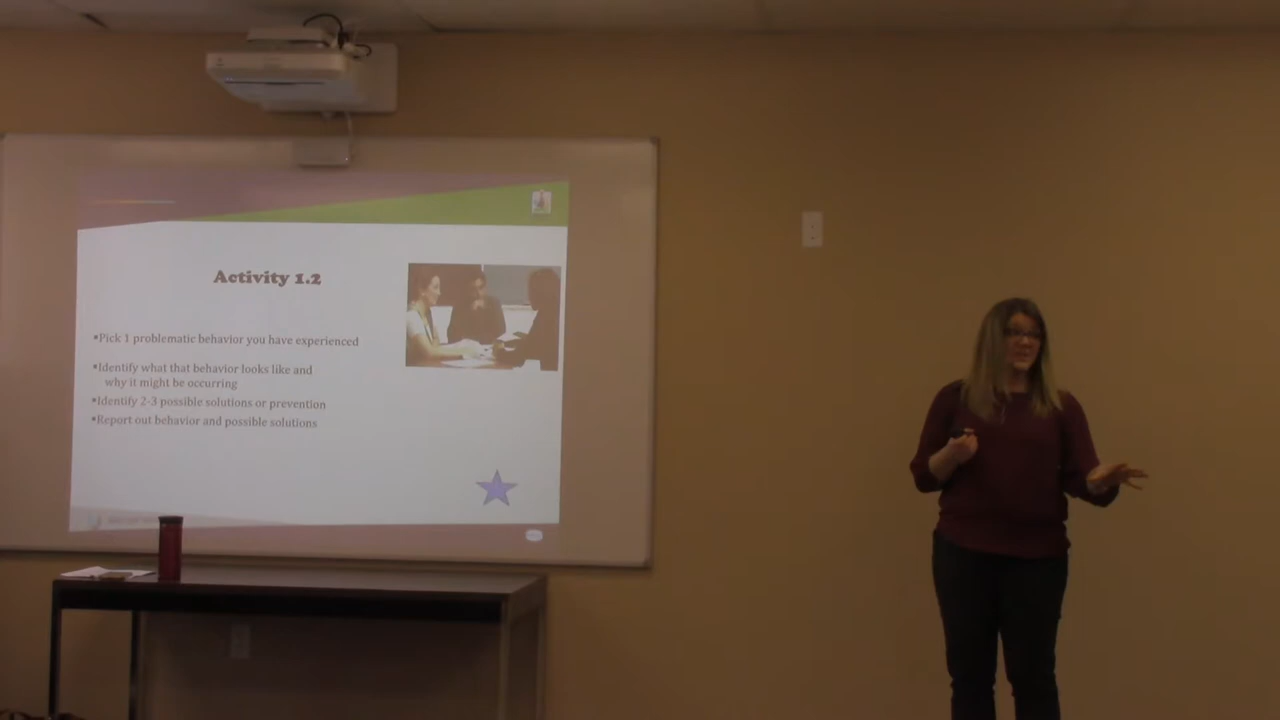 Activity 1.2
▪Pick 1 problematic behavior you have experienced
▪Identify what that behavior looks like and
why it might be occurring
▪Identify 2-3 possible solutions or prevention
▪Report out behavior and possible solutions